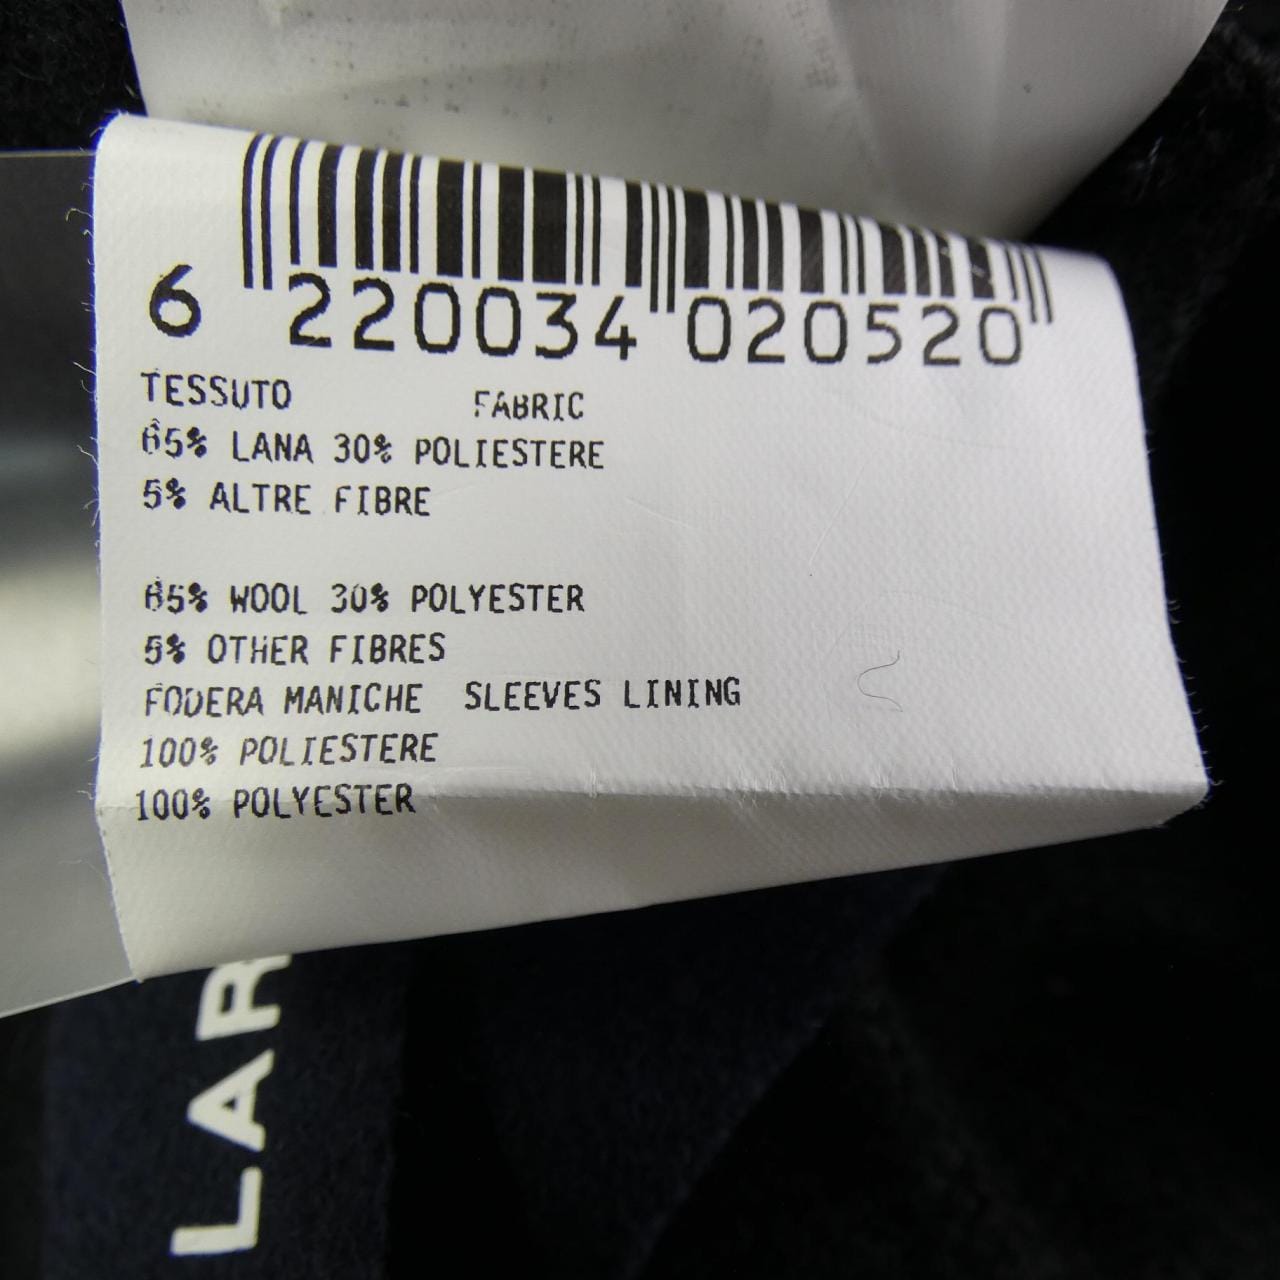 6 220034 020520
TESSUTO FABRIC
65% LANA 30% POLIESTERE
5% ALTRE FIBRE
65% WOOL 30% POLYESTER
5% OTHER FIBRES
FODERA MANICHE SLEEVES LINING
100% POLIESTERE
100% POLYESTER
LAR